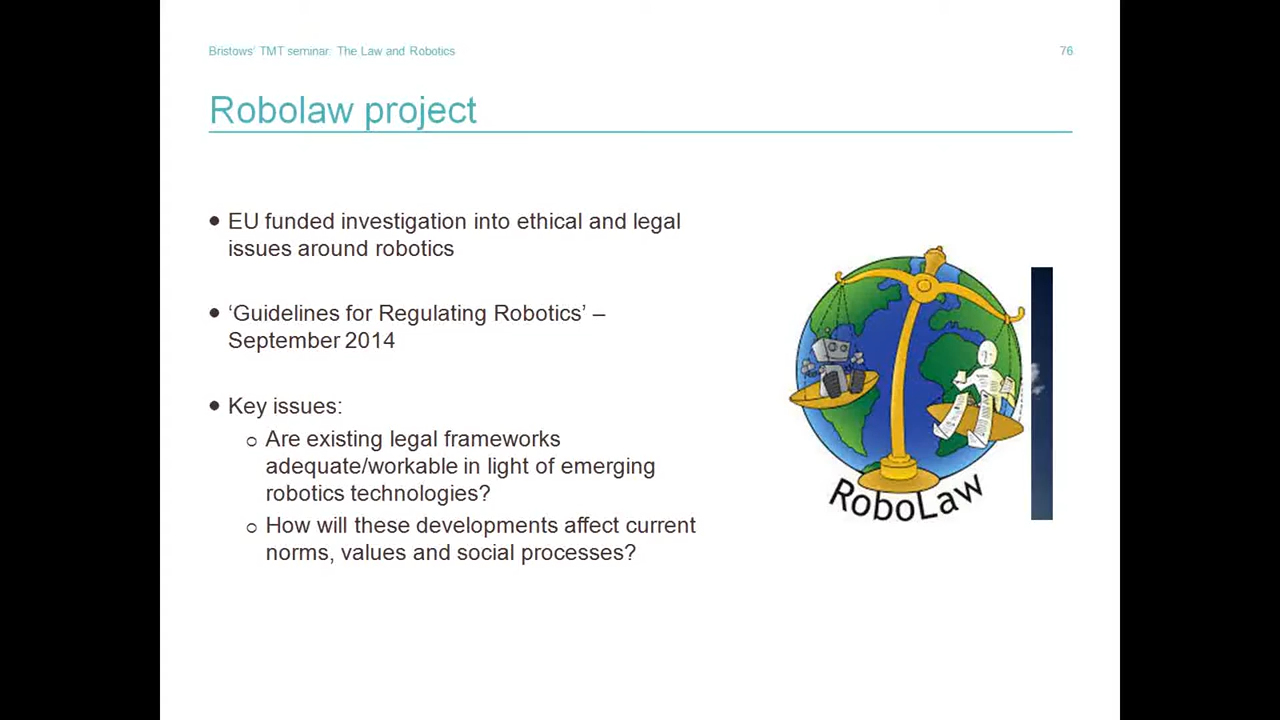 Bristows' TMT seminar: The Law and Robotics
76
Robolaw project
• EU funded investigation into ethical and legal
issues around robotics
• ‘Guidelines for Regulating Robotics’ –
September 2014
• Key issues:
o Are existing legal frameworks
adequate/workable in light of emerging
robotics technologies?
o How will these developments affect current
norms, values and social processes?
RoboLaw